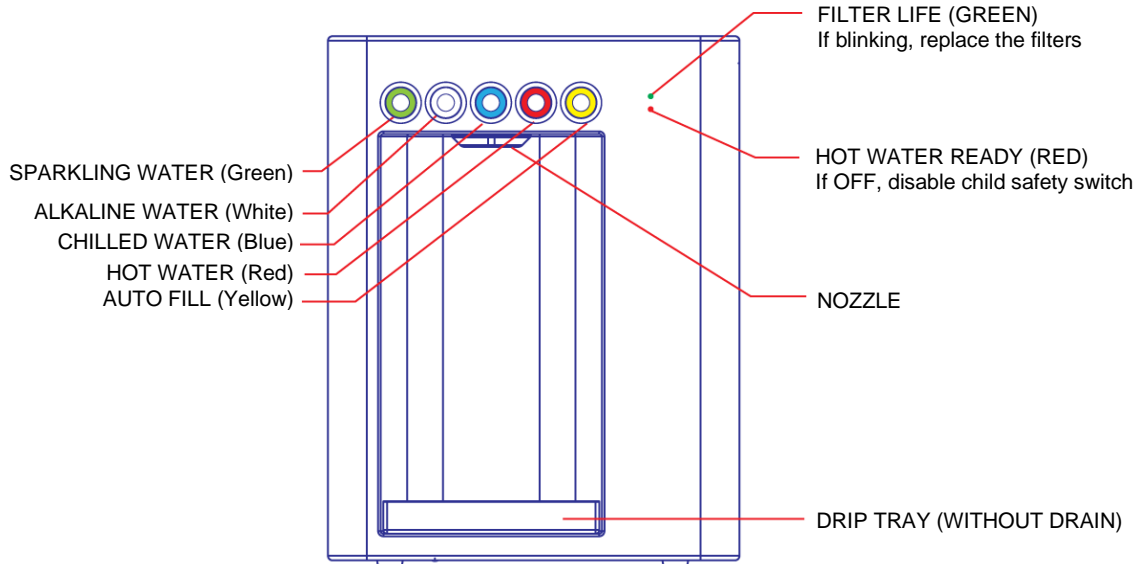 FILTER LIFE (GREEN)
If blinking, replace the filters
HOT WATER READY (RED)
If OFF, disable child safety switch
SPARKLING WATER (Green)
ALKALINE WATER (White)
CHILLED WATER (Blue)
HOT WATER (Red)
AUTO FILL (Yellow)
NOZZLE
DRIP TRAY (WITHOUT DRAIN)